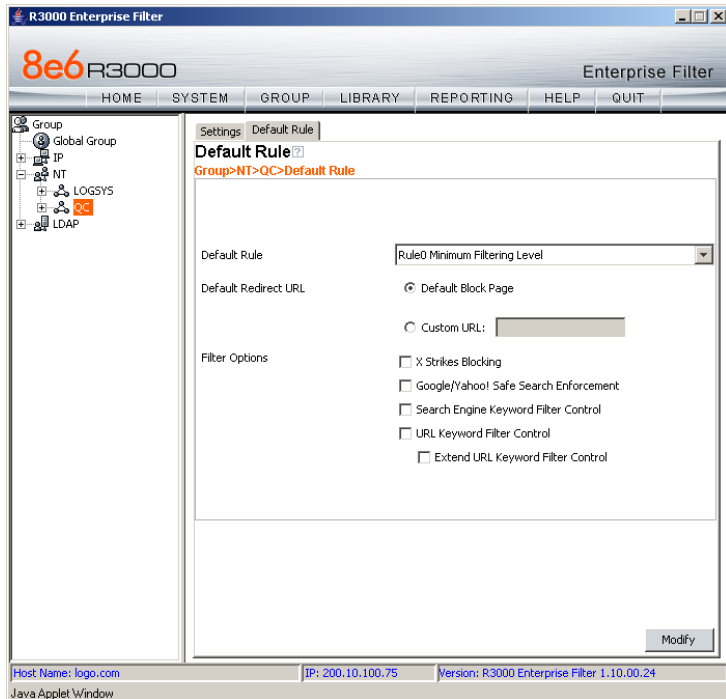 R3000 Enterprise Filter
8e6 R3000
Enterprise Filter
HOME SYSTEM GROUP LIBRARY REPORTING HELP QUIT
Group
Global Group
IP
NT
LOGSYS
QC
LDAP
Settings Default Rule
Default Rule ?
Group>NT>QC>Default Rule
Default Rule Rule0 Minimum Filtering Level
Default Redirect URL Default Block Page
Custom URL:
Filter Options X Strikes Blocking
Google/Yahoo! Safe Search Enforcement
Search Engine Keyword Filter Control
URL Keyword Filter Control
Extend URL Keyword Filter Control
Modify
Host Name: logo.com IP: 200.10.100.75 Version: R3000 Enterprise Filter 1.10.00.24
Java Applet Window